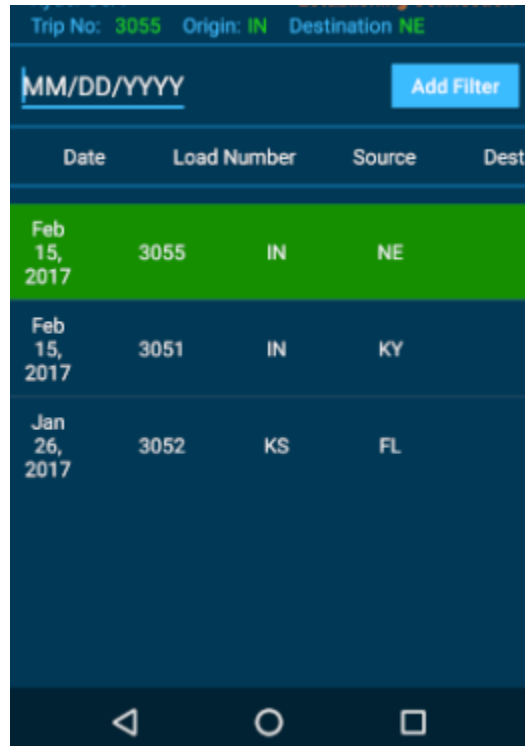 Trip No: 3055 Origin: IN Destination NE
MM/DD/YYYY Add Filter
Date Load Number Source Dest
Feb 15, 2017 3055 IN NE
Feb 15, 2017 3051 IN KY
Jan 26, 2017 3052 KS FL